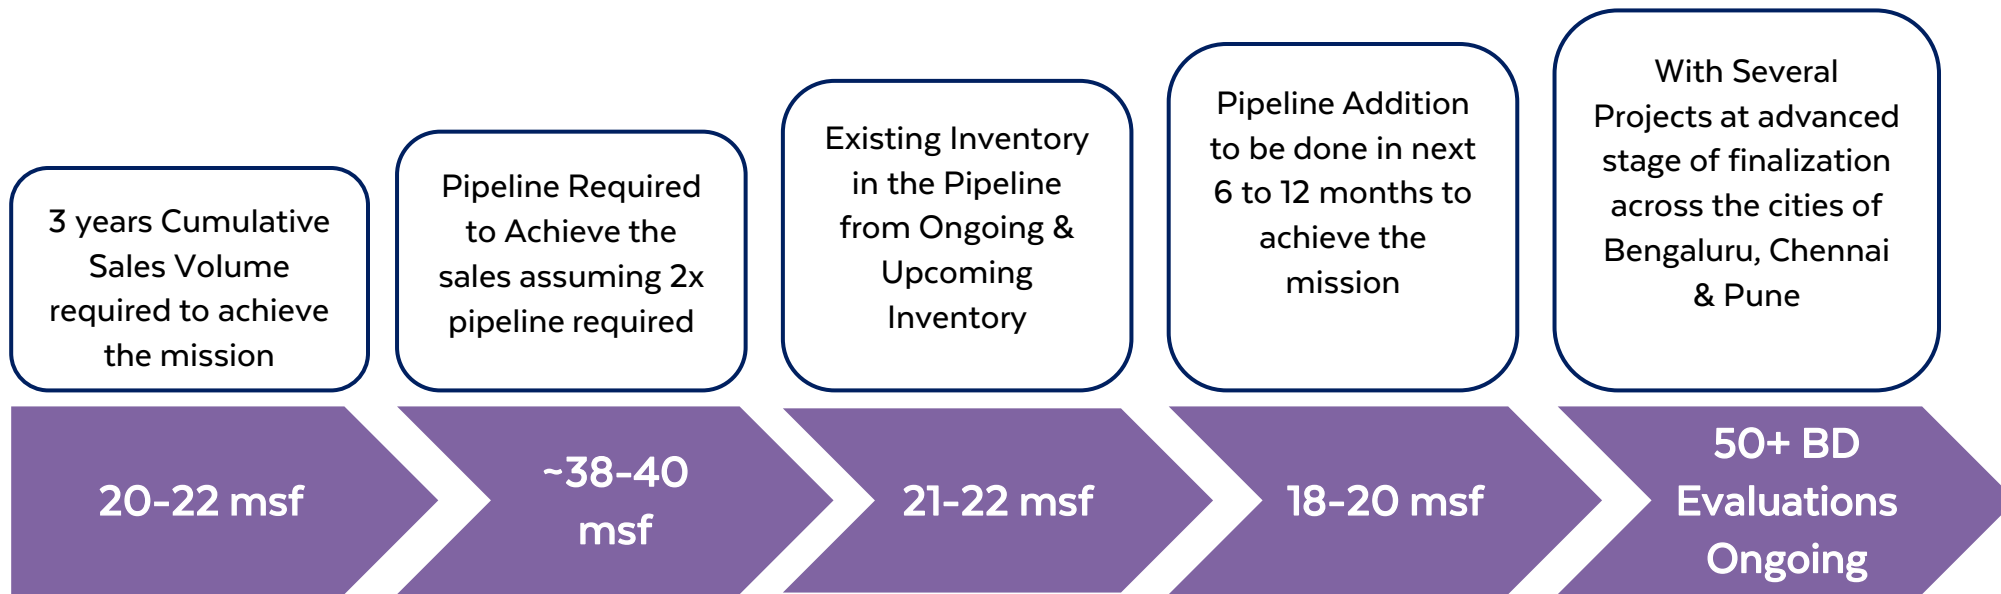 3 years Cumulative
Sales Volume
required to achieve
the mission
20-22 msf
Pipeline Required
to Achieve the
sales assuming 2x
pipeline required
~38-40
msf
Existing Inventory
in the Pipeline
from Ongoing &
Upcoming
Inventory
21-22 msf
Pipeline Addition
to be done in next
6 to 12 months to
achieve the
mission
18-20 msf
With Several
Projects at advanced
stage of finalization
across the cities of
Bengaluru, Chennai
& Pune
50+ BD
Evaluations
Ongoing